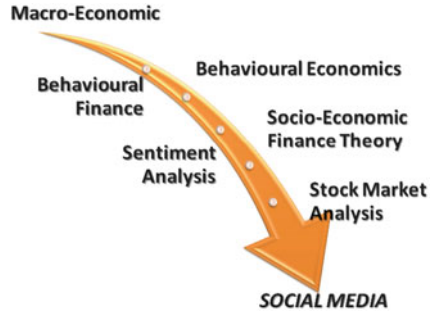 Macro-Economic
Behavioural Economics
Behavioural
Finance
Socio-Economic
Finance Theory
Sentiment
Analysis
Stock Market
Analysis
SOCIAL MEDIA